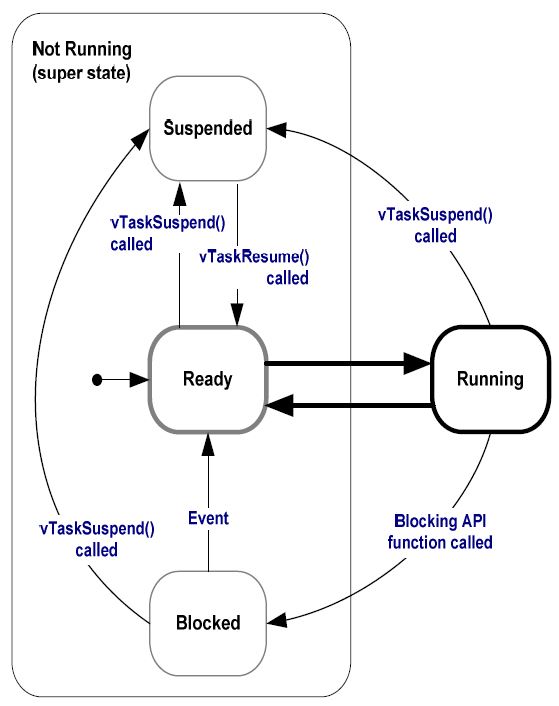 Not Running
(super state)
Suspended
vTaskSuspend()
called
vTaskResume()
called
vTaskSuspend()
called
Ready
Running
vTaskSuspend()
called
Event
Blocking API
function called
Blocked